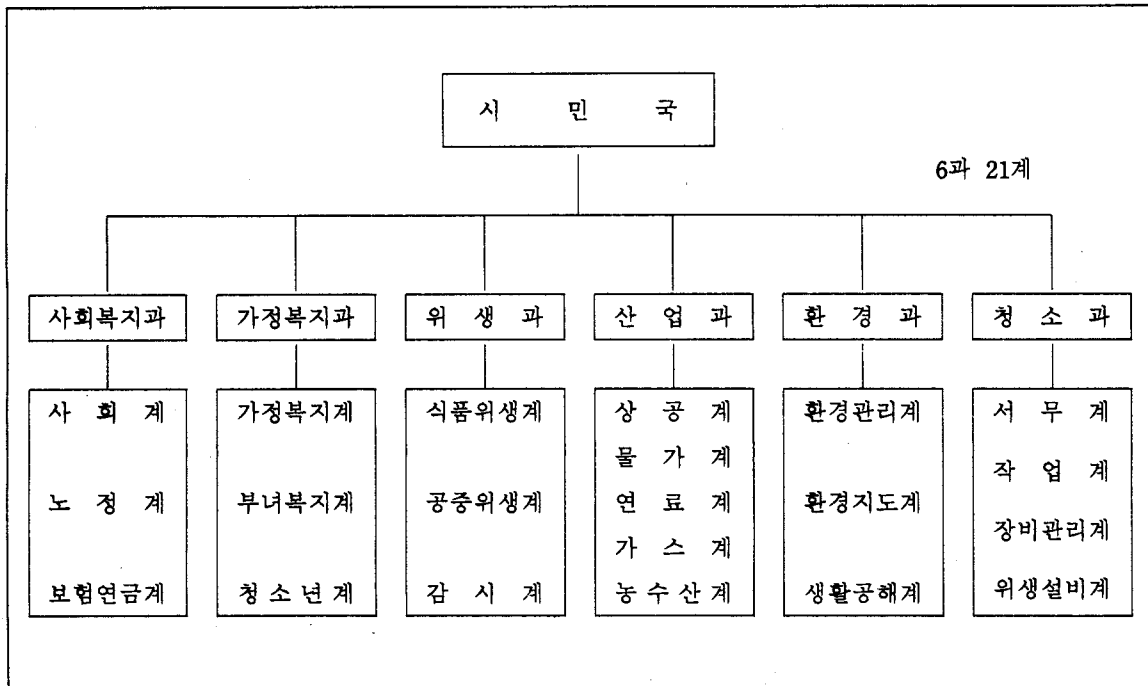 시 민 국
6과 21계
사회복지과 가정복지과 위 생 과 산 업 과 환 경 과 청 소 과
사 회 계
노 정 계
보험연금계
가정복지계
부녀복지계
청 소 년 계
식품위생계
공중위생계
감 시 계
상 공 계
물 가 계
연 료 계
가 스 계
농 수 산 계
환경관리계
환경지도계
생활공해계
서 무 계
작 업 계
장비관리계
위생설비계